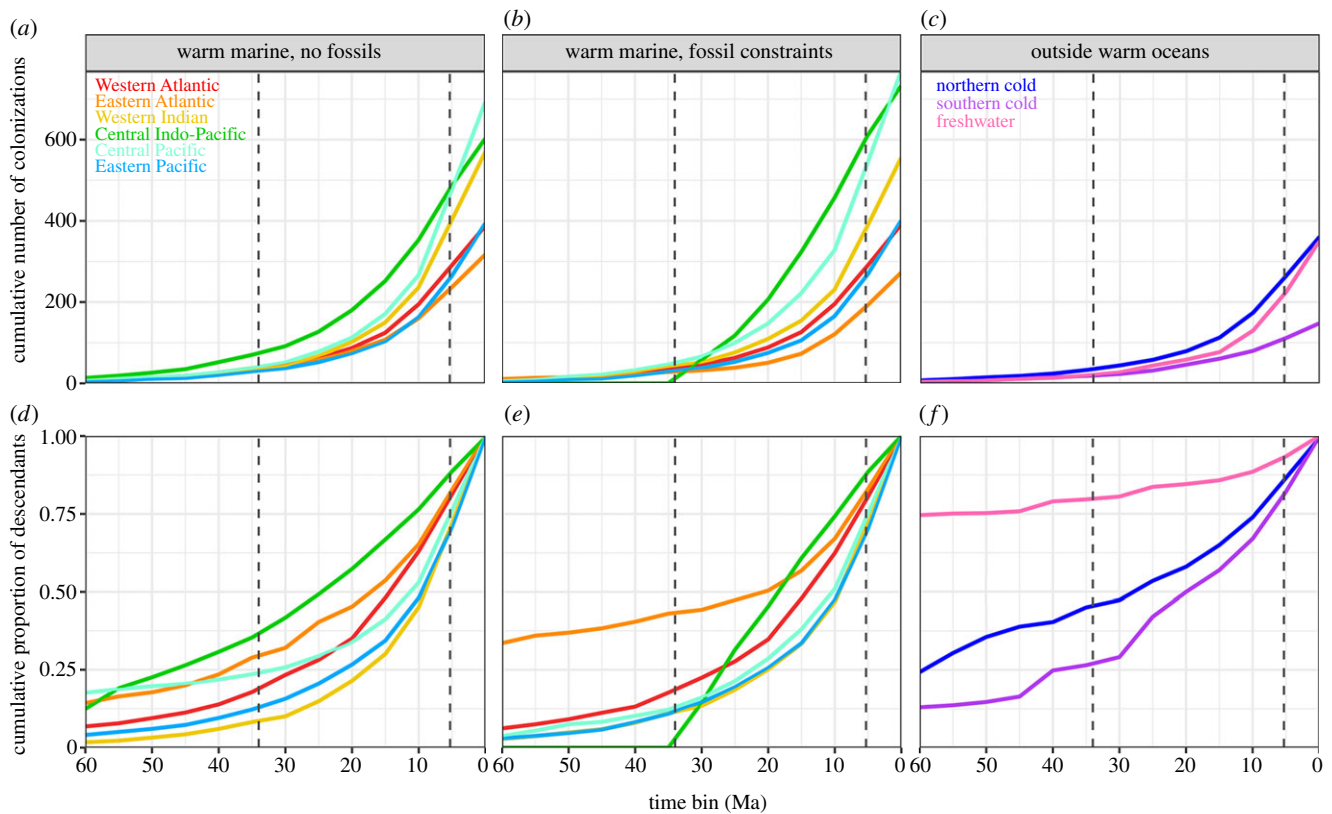 (a)
(b)
(c)
warm marine, no fossils
warm marine, fossil constraints
outside warm oceans
cumulative number of colonizations
600
400
200
0
Western Atlantic
Eastern Atlantic
Western Indian
Central Indo-Pacific
Central Pacific
Eastern Pacific
northern cold
southern cold
freshwater
(d)
(e)
(f)
cumulative proportion of descendants
1.00
0.75
0.50
0.25
0
60 50 40 30 20 10 0 60 50 40 30 20 10 0 60 50 40 30 20 10 0
time bin (Ma)